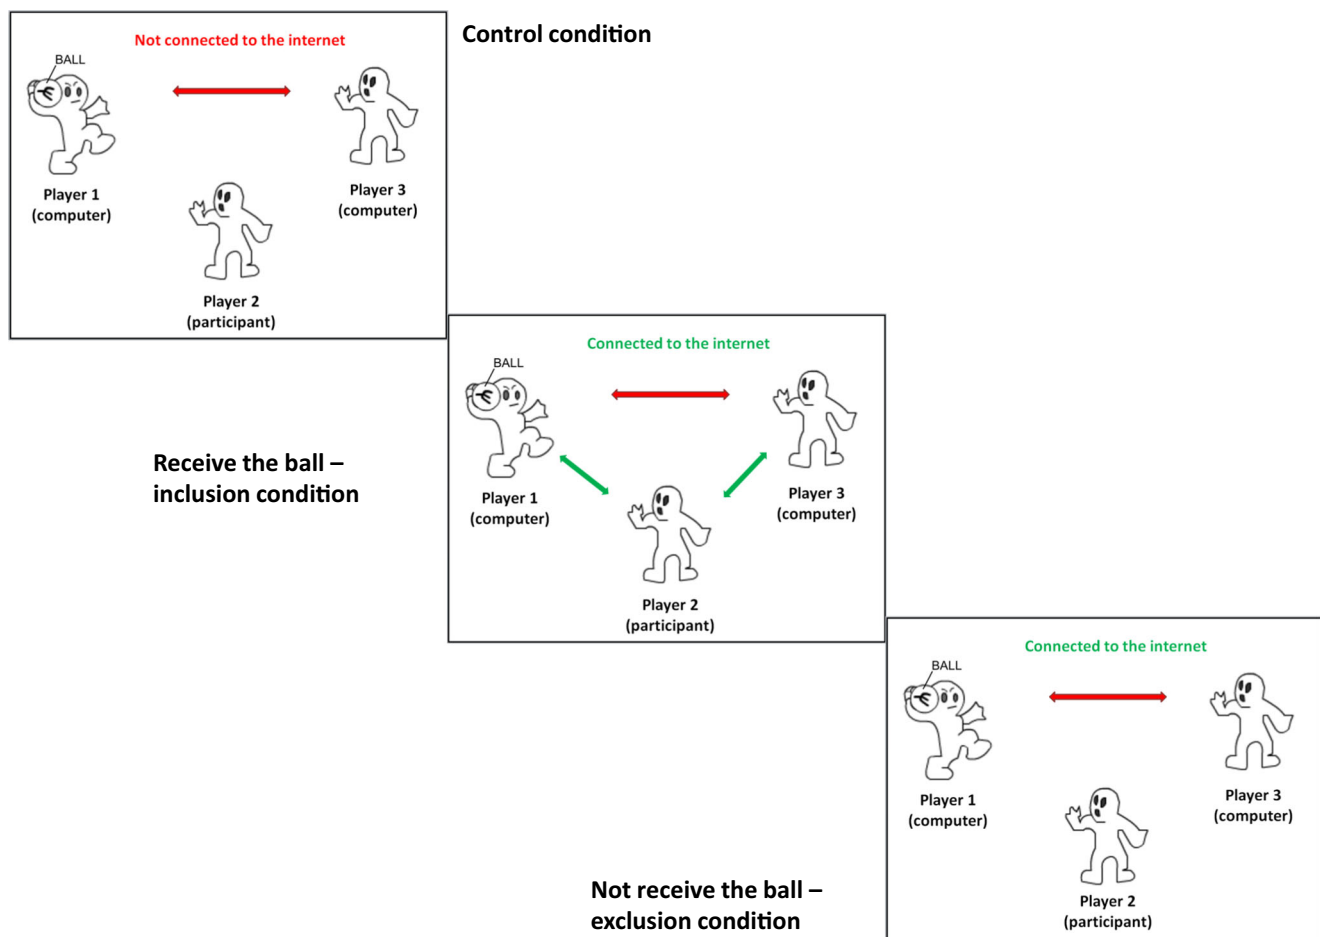 Control condition
Not connected to the internet
BALL
Player 1
(computer)
Player 3
(computer)
Player 2
(participant)
Receive the ball –
inclusion condition
Connected to the internet
BALL
Player 1
(computer)
Player 3
(computer)
Player 2
(participant)
Not receive the ball –
exclusion condition
Connected to the internet
BALL
Player 1
(computer)
Player 3
(computer)
Player 2
(participant)